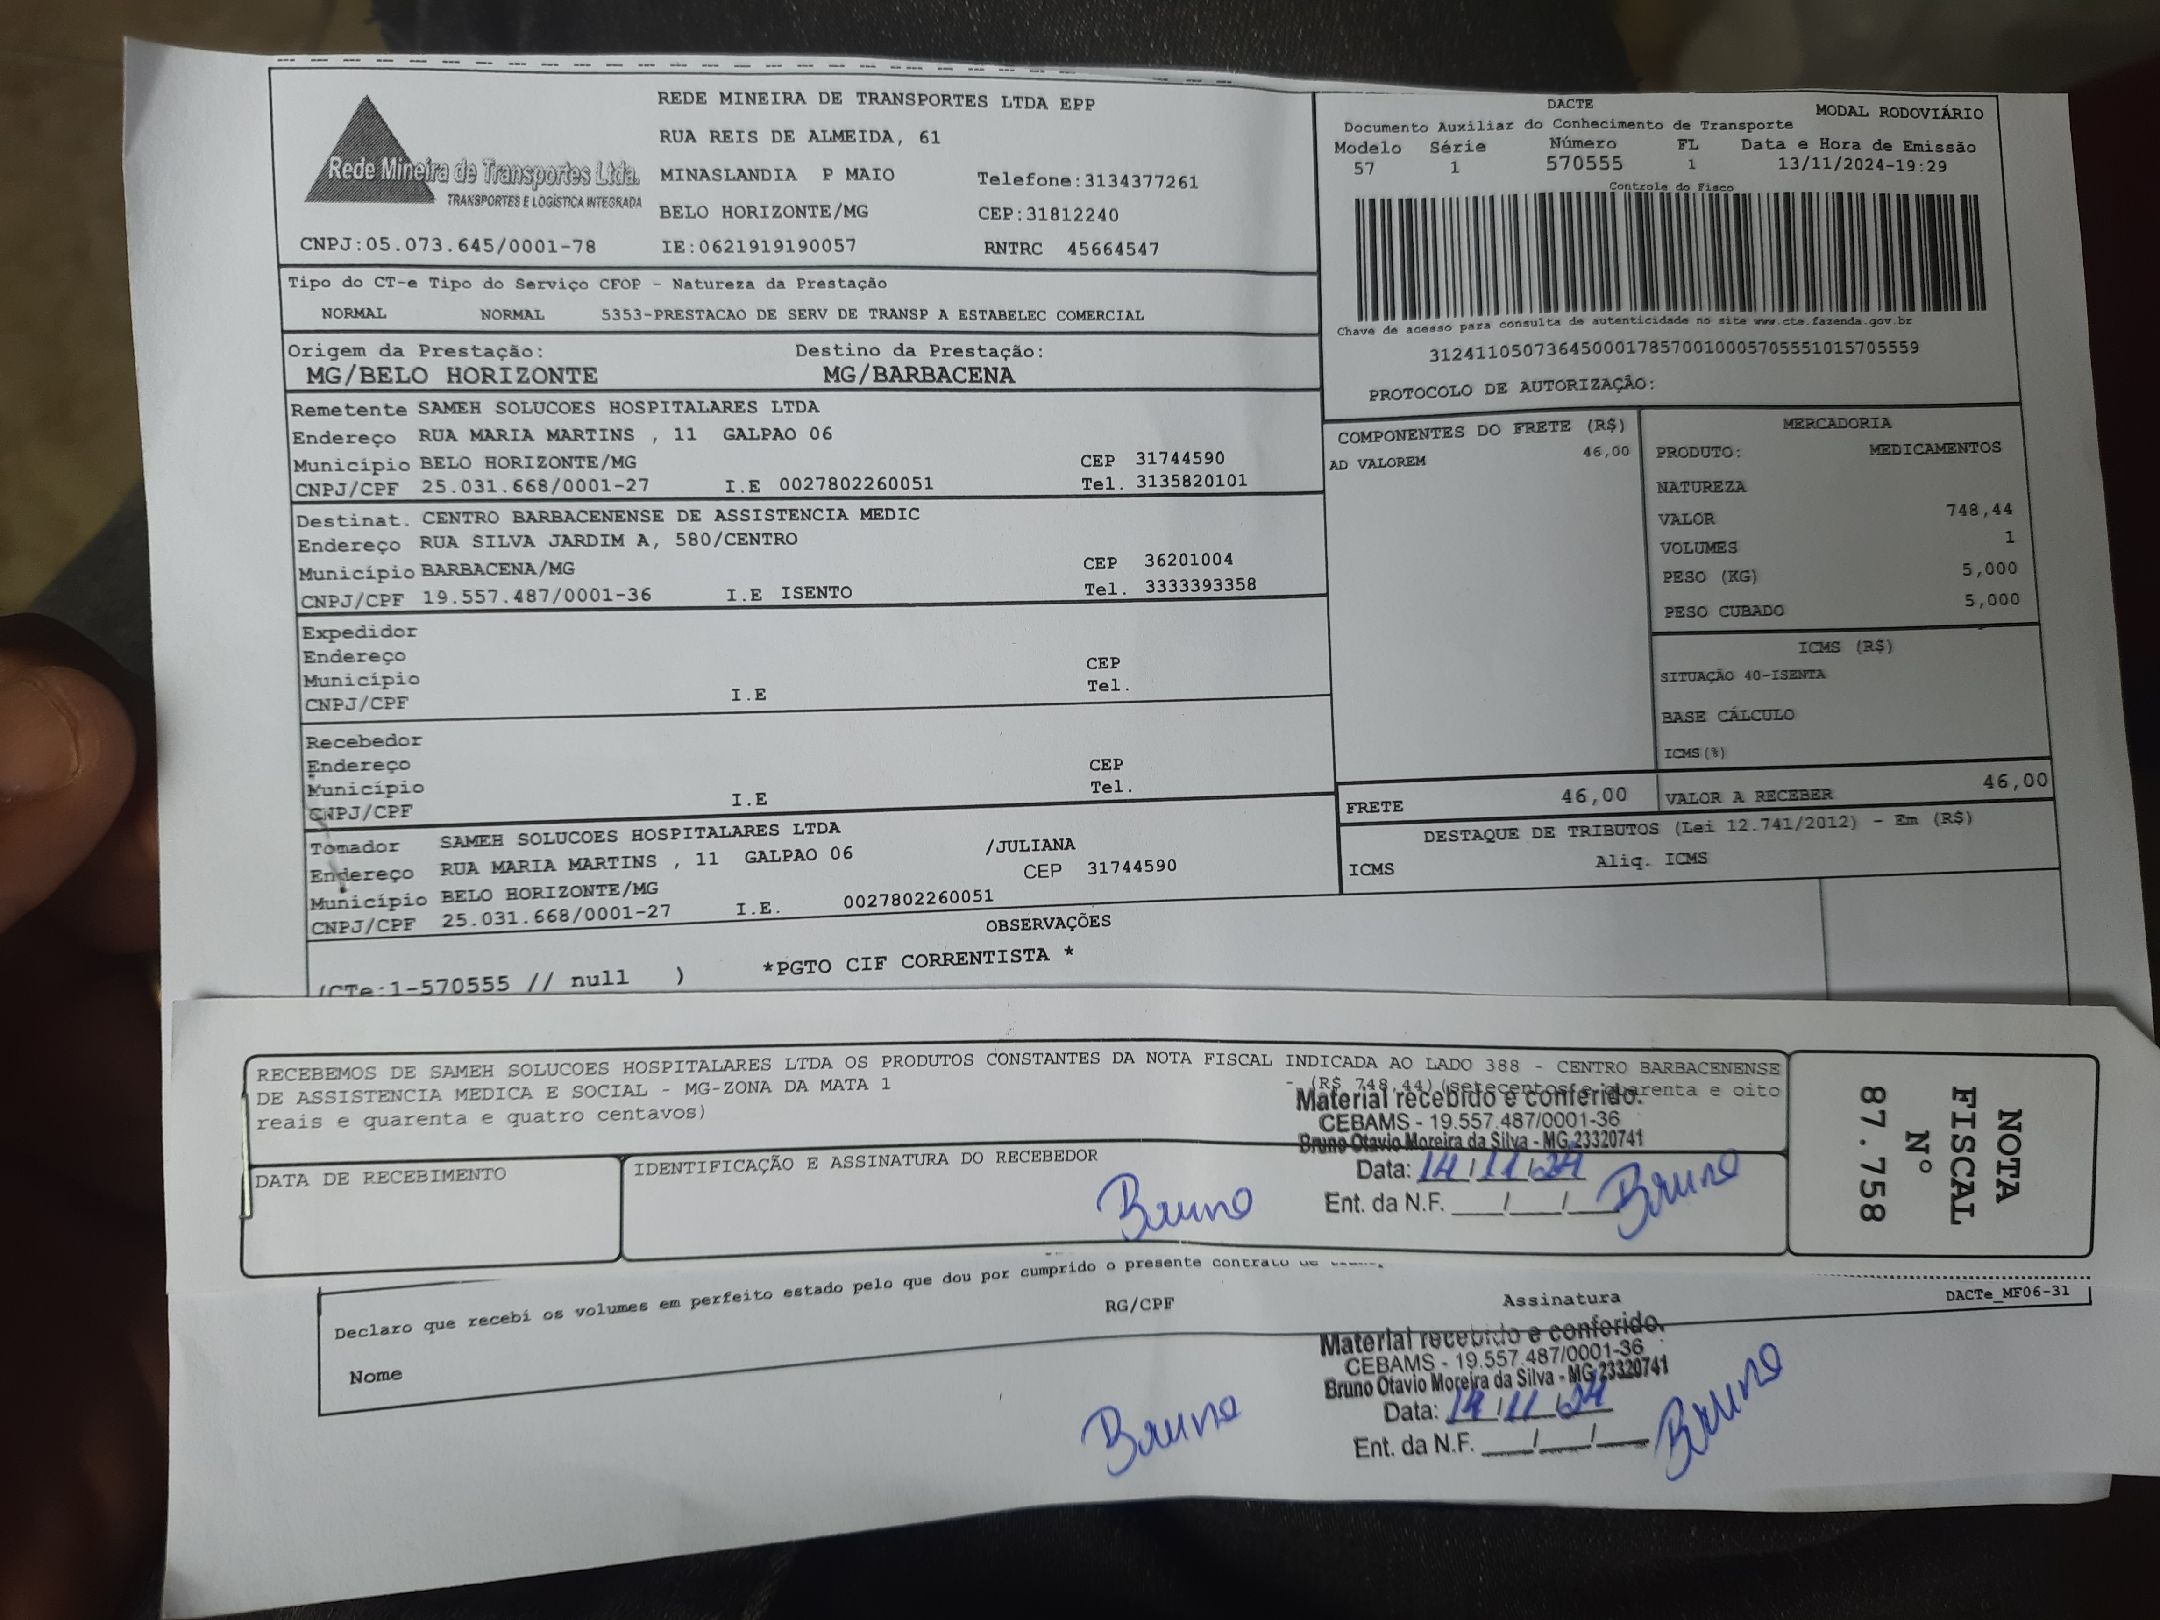 REDE MINEIRA DE TRANSPORTES LTDA EPP
RUA REIS DE ALMEIDA, 61
Rede Mineira de Transportes Ltda.
TRANSPORTES E LOGÍSTICA INTEGRADA
MINASLANDIA P MAIO Telefone:3134377261
BELO HORIZONTE/MG CEP:31812240
CNPJ:05.073.645/0001-78 IE:0621919190057 RNTRC 45664547
DACTE MODAL RODOVIÁRIO
Documento Auxiliar do Conhecimento de Transporte
Modelo Série Número FL Data e Hora de Emissão
57 1 570555 1 13/11/2024-19:29
Controle do Fisco
Chave de acesso para consulta de autenticidade no site www.cte.fazenda.gov.br
31241105073645000178570010005705551015705559
PROTOCOLO DE AUTORIZAÇÃO:
Tipo do CT-e Tipo do Serviço CFOP - Natureza da Prestação
NORMAL NORMAL 5353-PRESTACAO DE SERV DE TRANSP A ESTABELEC COMERCIAL
Origem da Prestação: Destino da Prestação:
MG/BELO HORIZONTE MG/BARBACENA
Remetente SAMEH SOLUCOES HOSPITALARES LTDA
Endereço RUA MARIA MARTINS , 11 GALPAO 06
Município BELO HORIZONTE/MG CEP 31744590
CNPJ/CPF 25.031.668/0001-27 I.E 0027802260051 Tel. 3135820101
Destinat. CENTRO BARBACENENSE DE ASSISTENCIA MEDIC
Endereço RUA SILVA JARDIM A, 580/CENTRO
Município BARBACENA/MG CEP 36201004
CNPJ/CPF 19.557.487/0001-36 I.E ISENTO Tel. 3333393358
Expedidor
Endereço
Município CEP
CNPJ/CPF I.E Tel.
Recebedor
Endereço CEP
Município Tel.
CNPJ/CPF I.E
Tomador SAMEH SOLUCOES HOSPITALARES LTDA /JULIANA
Endereço RUA MARIA MARTINS , 11 GALPAO 06 CEP 31744590
Município BELO HORIZONTE/MG
CNPJ/CPF 25.031.668/0001-27 I.E. 0027802260051
COMPONENTES DO FRETE (R$)
AD VALOREM 46,00
MERCADORIA
PRODUTO: MEDICAMENTOS
NATUREZA
VALOR 748,44
VOLUMES 1
PESO (KG) 5,000
PESO CUBADO 5,000
ICMS (R$)
SITUAÇÃO 40-ISENTA
BASE CÁLCULO
ICMS(%)
FRETE 46,00 VALOR A RECEBER 46,00
DESTAQUE DE TRIBUTOS (Lei 12.741/2012) - Em (R$)
ICMS Aliq. ICMS
OBSERVAÇÕES
*PGTO CIF CORRENTISTA *
(CTe:1-570555 // null )
RECEBEMOS DE SAMEH SOLUCOES HOSPITALARES LTDA OS PRODUTOS CONSTANTES DA NOTA FISCAL INDICADA AO LADO 388 - CENTRO BARBACENENSE
DE ASSISTENCIA MEDICA E SOCIAL - MG-ZONA DA MATA 1 - (R$ 748,44)(setecentos e quarenta e oito
reais e quarenta e quatro centavos)
Material recebido e conferido.
CEBAMS - 19.557.487/0001-36
Bruno Otavio Moreira da Silva - MG 23320741
Data: 14/11/24
Ent. da N.F. ___/___/___ Bruno
DATA DE RECEBIMENTO
IDENTIFICAÇÃO E ASSINATURA DO RECEBEDOR
Bruno
NOTA
FISCAL
N°
87.758
Declaro que recebi os volumes em perfeito estado pelo que dou por cumprido o presente contrato de
Nome RG/CPF Assinatura
DACTe_MF06-31
Material recebido e conferido.
CEBAMS - 19.557.487/0001-36
Bruno Otavio Moreira da Silva - MG 23320741
Data: 14/11/24
Ent. da N.F. ___/___/___ Bruno
Bruno